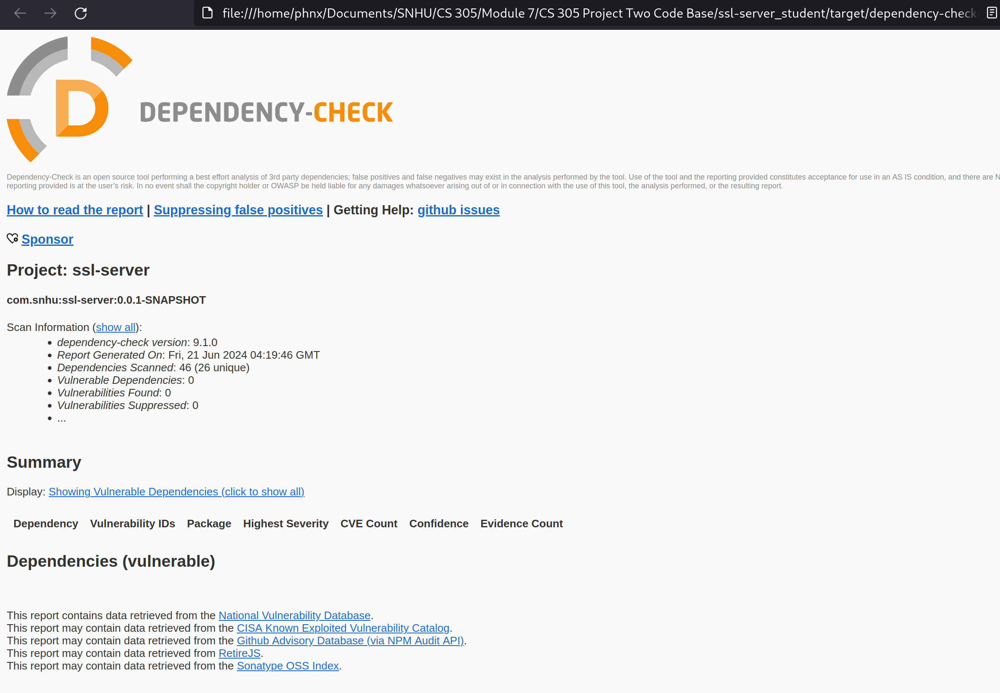 file:///home/phnx/Documents/SNHU/CS 305/Module 7/CS 305 Project Two Code Base/ssl-server_student/target/dependency-check-
DEPENDENCY-CHECK
Dependency-Check is an open source tool performing a best effort analysis of 3rd party dependencies; false positives and false negatives may exist in the analysis performed by the tool. Use of the tool and the reporting provided constitutes acceptance for use in an AS IS condition, and there are
reporting provided is at the user’s risk. In no event shall the copyright holder or OWASP be held liable for any damages whatsoever arising out of or in connection with the use of this tool, the analysis performed, or the resulting report.
How to read the report | Suppressing false positives | Getting Help: github issues
Sponsor
Project: ssl-server
com.snhu:ssl-server:0.0.1-SNAPSHOT
Scan Information (show all):
• dependency-check version: 9.1.0
• Report Generated On: Fri, 21 Jun 2024 04:19:46 GMT
• Dependencies Scanned: 46 (26 unique)
• Vulnerable Dependencies: 0
• Vulnerabilities Found: 0
• Vulnerabilities Suppressed: 0
• ...
Summary
Display: Showing Vulnerable Dependencies (click to show all)
Dependency Vulnerability IDs Package Highest Severity CVE Count Confidence Evidence Count
Dependencies (vulnerable)
This report contains data retrieved from the National Vulnerability Database.
This report may contain data retrieved from the CISA Known Exploited Vulnerability Catalog.
This report may contain data retrieved from the Github Advisory Database (via NPM Audit API).
This report may contain data retrieved from RetireJS.
This report may contain data retrieved from the Sonatype OSS Index.